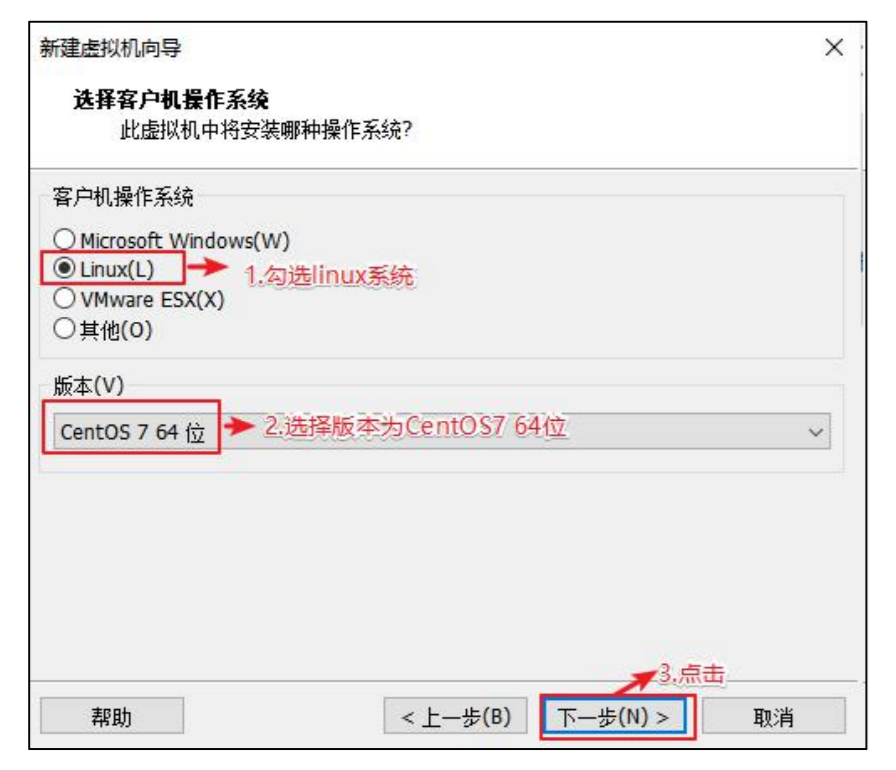 新建虚拟机向导
选择客户机操作系统
此虚拟机中将安装哪种操作系统?
客户机操作系统
Microsoft Windows(W)
Linux(L) 1.勾选linux系统
VMware ESX(X)
其他(O)
版本(V)
CentOS 7 64 位 2.选择版本为CentOS7 64位
3.点击
帮助 < 上一步(B) 下一步(N) > 取消